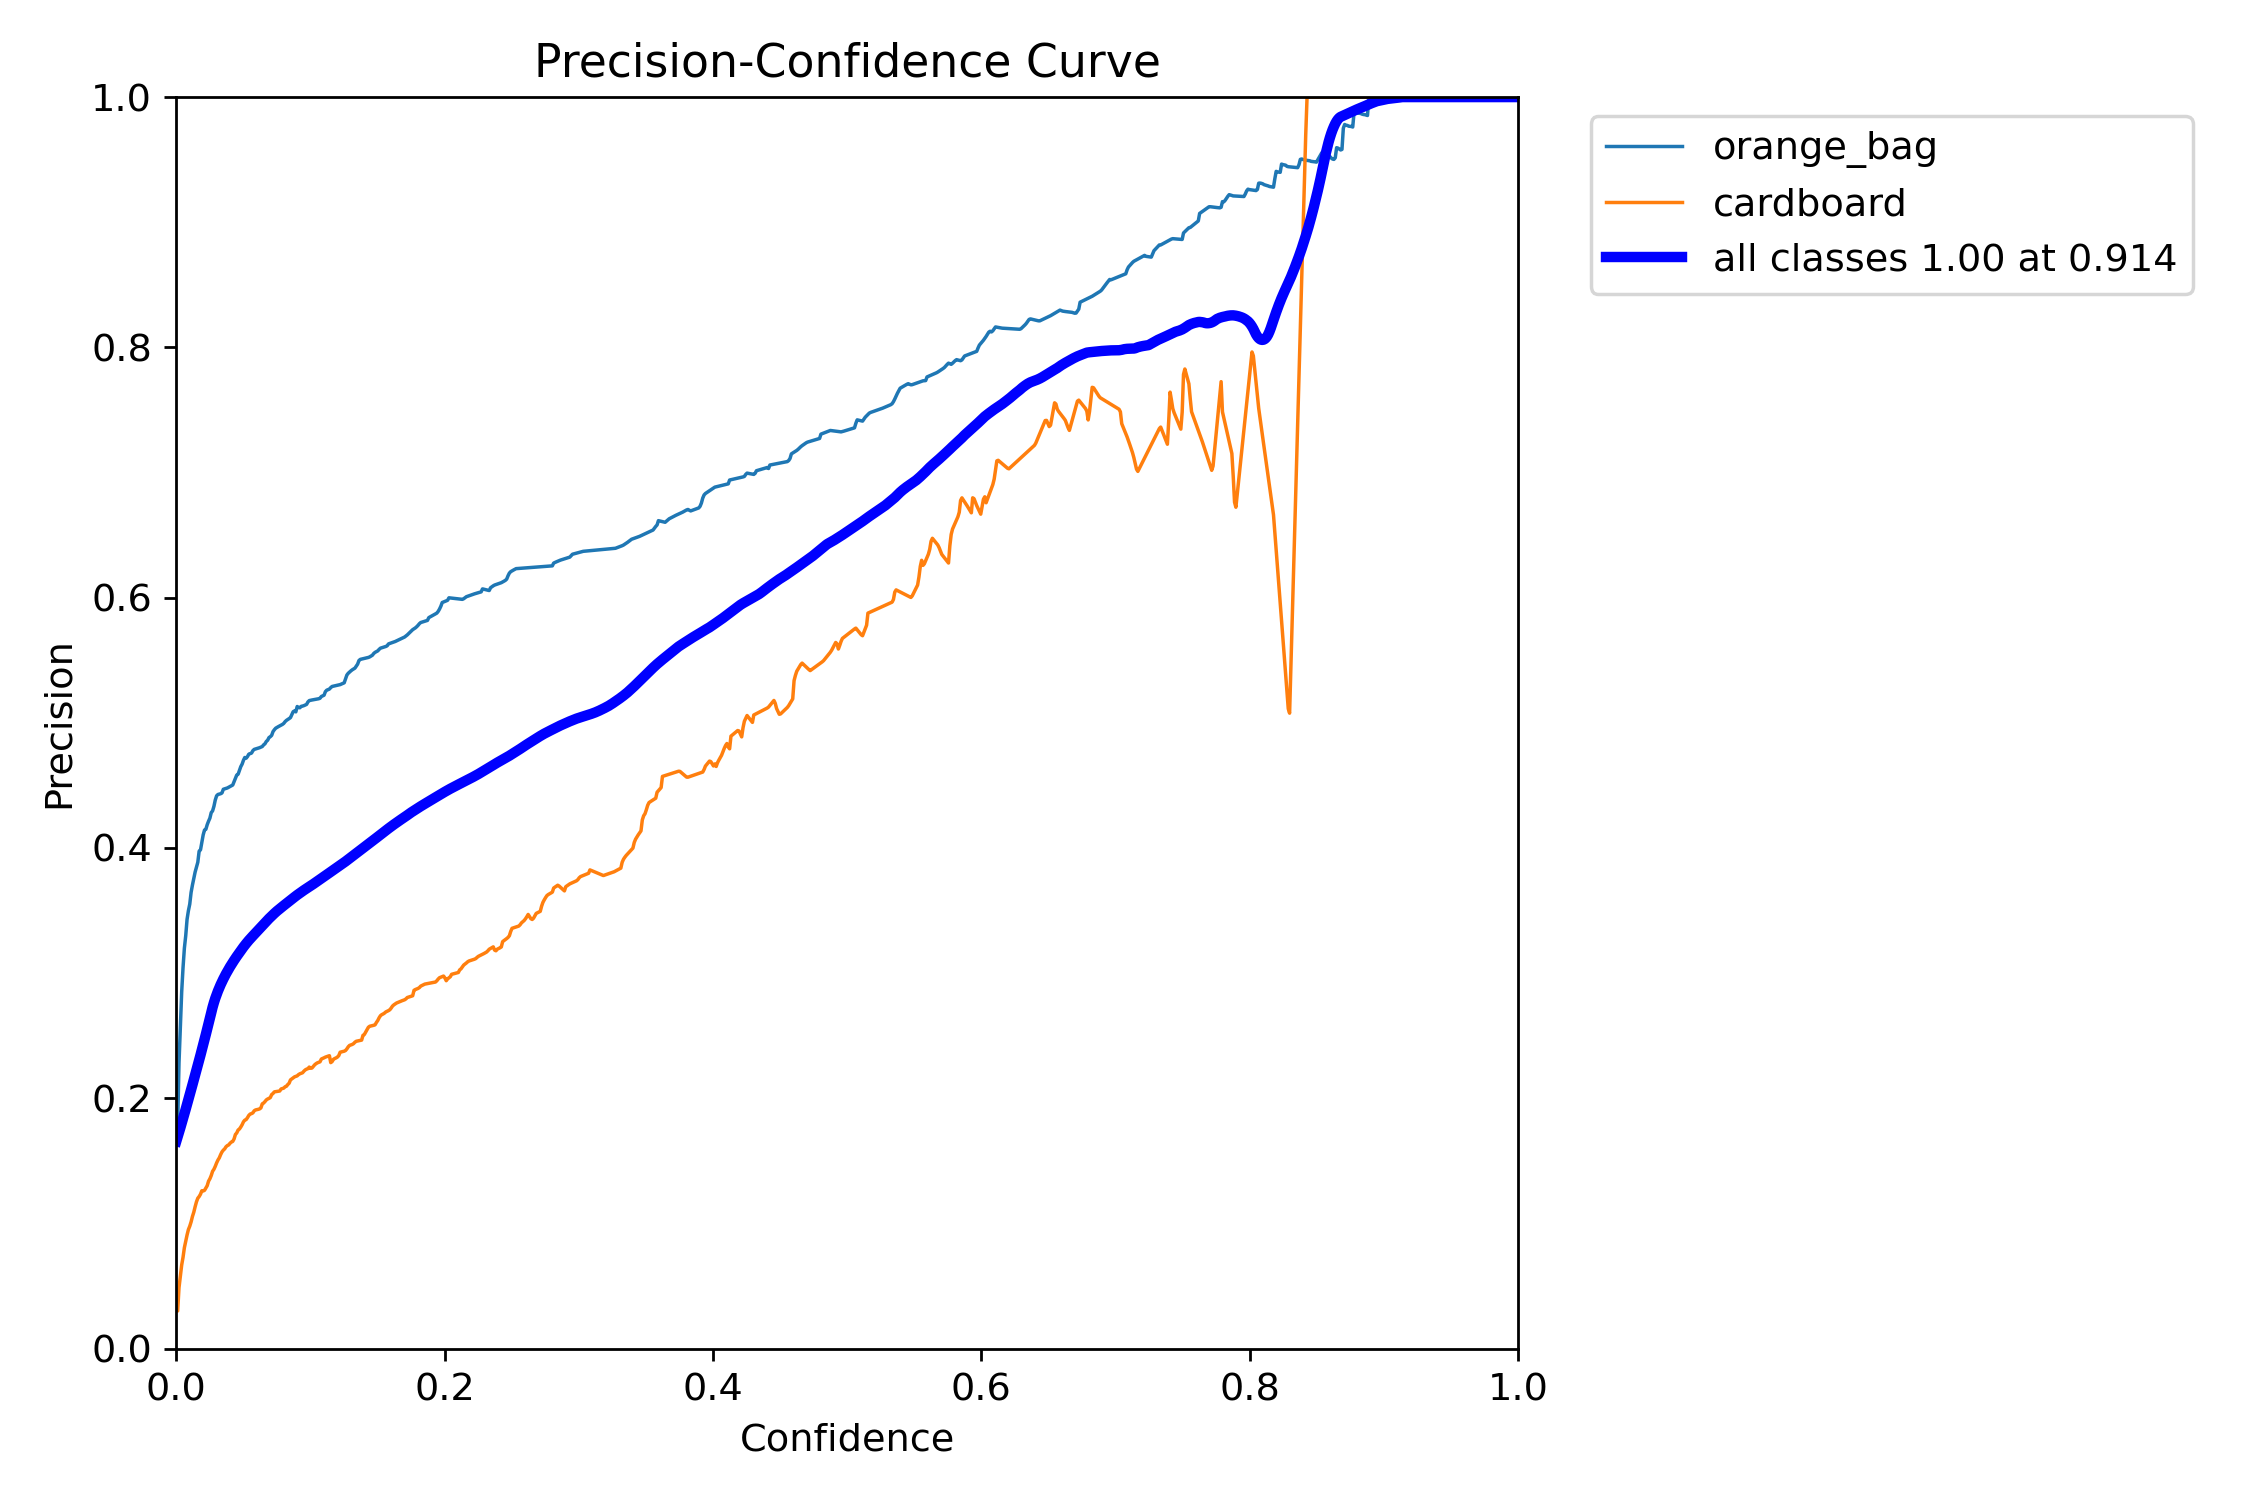 Precision-Confidence Curve
1.0
0.8
0.6
0.4
0.2
0.0
Precision
0.0 0.2 0.4 0.6 0.8 1.0
Confidence
orange_bag
cardboard
all classes 1.00 at 0.914